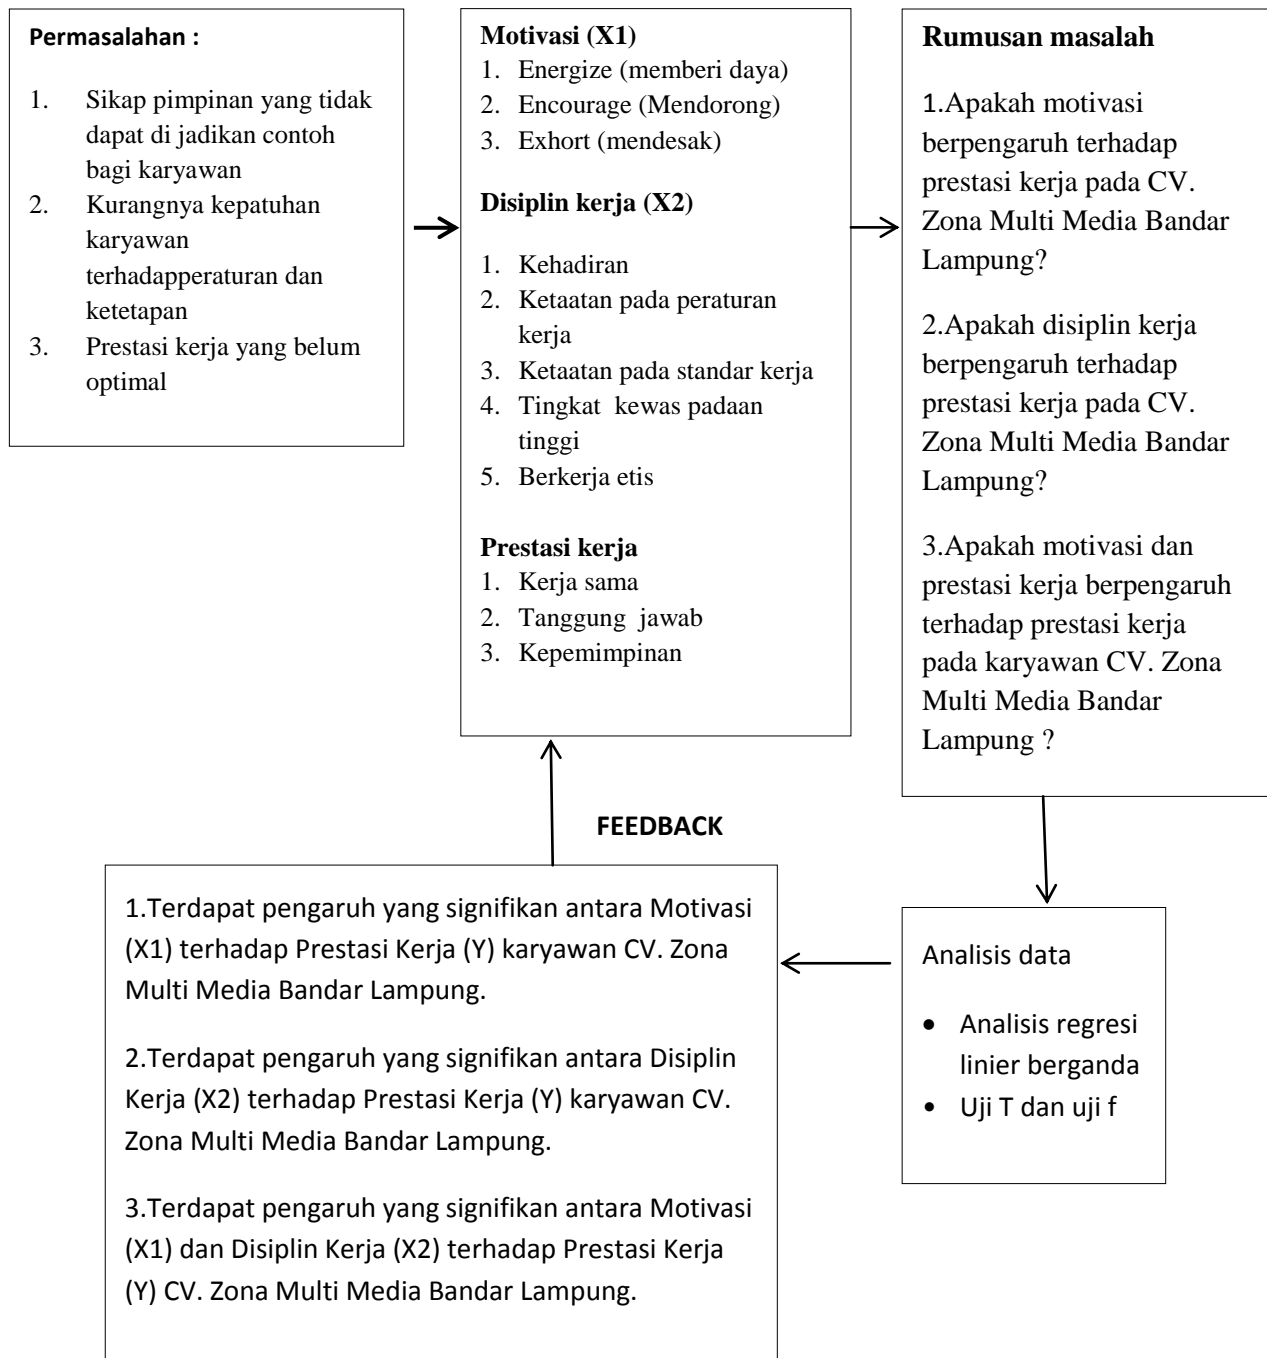 Permasalahan :
1. Sikap pimpinan yang tidak
dapat di jadikan contoh
bagi karyawan
2. Kurangnya kepatuhan
karyawan
terhadapperaturan dan
ketetapan
3. Prestasi kerja yang belum
optimal
Motivasi (X1)
1. Energize (memberi daya)
2. Encourage (Mendorong)
3. Exhort (mendesak)
Disiplin kerja (X2)
1. Kehadiran
2. Ketaatan pada peraturan
kerja
3. Ketaatan pada standar kerja
4. Tingkat kewas padaan
tinggi
5. Berkerja etis
Prestasi kerja
1. Kerja sama
2. Tanggung jawab
3. Kepemimpinan
Rumusan masalah
1.Apakah motivasi
berpengaruh terhadap
prestasi kerja pada CV.
Zona Multi Media Bandar
Lampung?
2.Apakah disiplin kerja
berpengaruh terhadap
prestasi kerja pada CV.
Zona Multi Media Bandar
Lampung?
3.Apakah motivasi dan
prestasi kerja berpengaruh
terhadap prestasi kerja
pada karyawan CV. Zona
Multi Media Bandar
Lampung ?
FEEDBACK
Analisis data
• Analisis regresi
linier berganda
• Uji T dan uji f
1.Terdapat pengaruh yang signifikan antara Motivasi
(X1) terhadap Prestasi Kerja (Y) karyawan CV. Zona
Multi Media Bandar Lampung.
2.Terdapat pengaruh yang signifikan antara Disiplin
Kerja (X2) terhadap Prestasi Kerja (Y) karyawan CV.
Zona Multi Media Bandar Lampung.
3.Terdapat pengaruh yang signifikan antara Motivasi
(X1) dan Disiplin Kerja (X2) terhadap Prestasi Kerja
(Y) CV. Zona Multi Media Bandar Lampung.